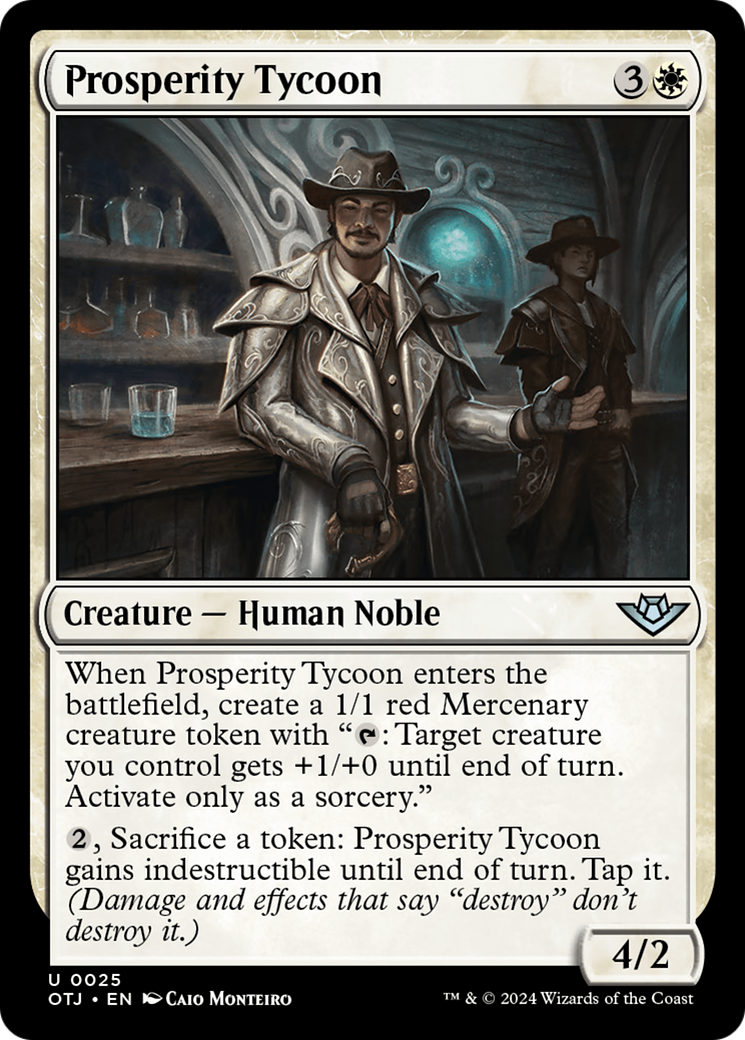 Prosperity Tycoon 3
Creature — Human Noble
When Prosperity Tycoon enters the
battlefield, create a 1/1 red Mercenary
creature token with “: Target creature
you control gets +1/+0 until end of turn.
Activate only as a sorcery.”
2, Sacrifice a token: Prosperity Tycoon
gains indestructible until end of turn. Tap it.
(Damage and effects that say “destroy” don’t
destroy it.)
4/2
U 0025
OTJ • EN Caio Monteiro
™ & © 2024 Wizards of the Coast